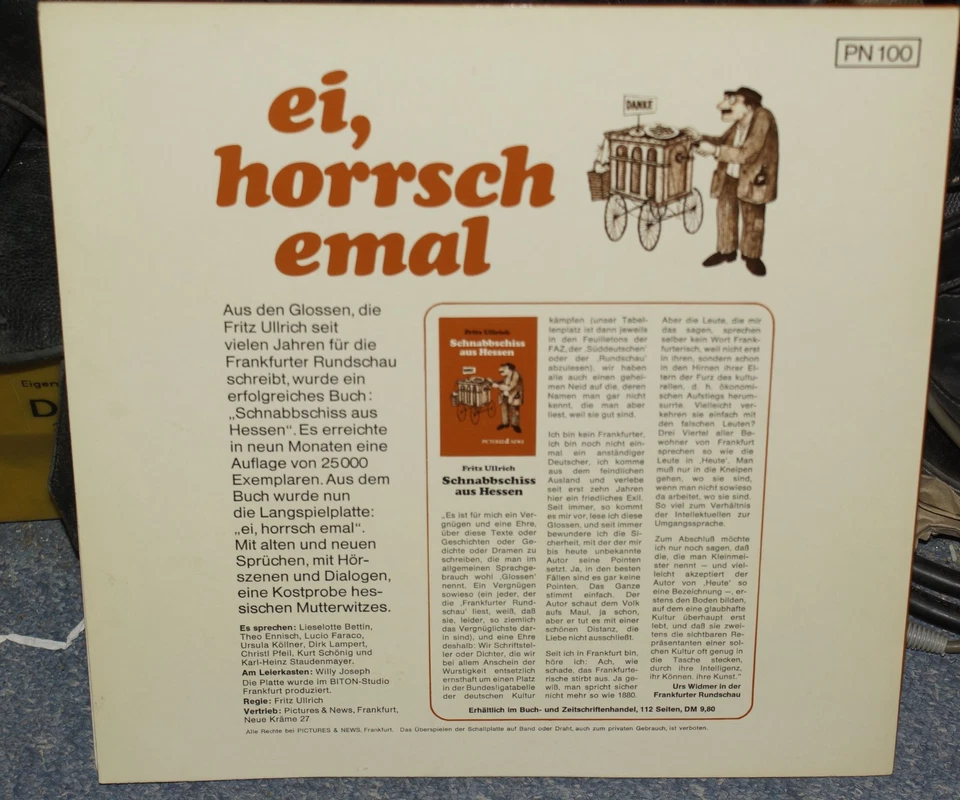 PN 100
ei,
horrsch
emal
DANKE
Aus den Glossen, die
Fritz Ullrich seit
vielen Jahren für die
Frankfurter Rundschau
schreibt, wurde ein
erfolgreiches Buch:
„Schnabbschiss aus
Hessen“. Es erreichte
in neun Monaten eine
Auflage von 25000
Exemplaren. Aus dem
Buch wurde nun
die Langspielplatte:
„ei, horrsch emal“.
Mit alten und neuen
Sprüchen, mit Hör-
szenen und Dialogen,
eine Kostprobe hes-
sischen Mutterwitzes.
Es sprechen: Lieselotte Bettin,
Theo Ennisch, Lucio Faraco,
Ursula Köllner, Dirk Lampert,
Christl Pfeil, Kurt Schönig und
Karl-Heinz Staudenmayer.
Am Leierkasten: Willy Joseph
Die Platte wurde im BITON-Studio
Frankfurt produziert.
Regie: Fritz Ullrich
Vertrieb: Pictures & News, Frankfurt,
Neue Kräme 27
Frits Ullrich
Schnabbschiss
aus Hessen
PICTURES & NEWS
Fritz Ullrich
Schnabbschiss
aus Hessen
„Es ist für mich ein Ver-
gnügen und eine Ehre,
über diese Texte oder
Geschichten oder Ge-
dichte oder Dramen zu
schreiben, die man im
allgemeinen Sprachge-
brauch wohl ‚Glossen‘
nennt. Ein Vergnügen
sowieso (ein jeder, der
die ‚Frankfurter Rund-
schau‘ liest, weiß, daß
sie, leider, so ziemlich
das Vergnüglichste dar-
in sind), und eine Ehre
deshalb: Wir Schriftstel-
ler oder Dichter, die wir
bei allem Anschein der
Wurstigkeit entsetzlich
ernsthaft um einen Platz
in der Bundesligatabelle
der deutschen Kultur
kämpfen (unser Tabel-
lenplatz ist dann jeweils
in den Feuilletons der
FAZ, der ‚Süddeutschen‘
oder der ‚Rundschau‘
abzulesen), wir haben
alle auch einen gehei-
men Neid auf die, deren
Namen man gar nicht
kennt, die man aber
liest, weil sie gut sind.
Ich bin kein Frankfurter,
ich bin noch nicht ein-
mal ein anständiger
Deutscher, ich komme
aus dem feindlichen
Ausland und verlebe
seit erst zehn Jahren
hier ein friedliches Exil.
Seit immer, so kommt
es mir vor, lese ich diese
Glossen, und seit immer
bewundere ich die Si-
cherheit, mit der der mir
bis heute unbekannte
Autor seine Pointen
setzt. Ja, in den besten
Fällen sind es gar keine
Pointen. Das Ganze
stimmt einfach. Der
Autor schaut dem Volk
aufs Maul, ja schon,
aber er tut es mit einer
schönen Distanz, die
Liebe nicht ausschließt.
Seit ich in Frankfurt bin,
höre ich: Ach, wie
schade, das Frankfurte-
rische stirbt aus. Ja ge-
wiß, man spricht sicher
nicht mehr so wie 1880.
Aber die Leute, die mir
das sagen, sprechen
selber kein Wort Frank-
furterisch, weil nicht erst
in ihren, sondern schon
in den Hirnen ihrer El-
tern der Furz des kultu-
rellen, d. h. ökonomi-
schen Aufstiegs herum-
surrte. Vielleicht ver-
kehren sie einfach mit
den falschen Leuten?
Drei Viertel aller Be-
wohner von Frankfurt
sprechen so wie die
Leute in ‚Heute‘. Man
muß nur in die Kneipen
gehen, wo sie sind,
wenn man nicht sowieso
da arbeitet, wo sie sind.
So viel zum Verhältnis
der Intellektuellen zur
Umgangssprache.
Zum Abschluß möchte
ich nur noch sagen, daß
die, die man Kleinmei-
ster nennt – und viel-
leicht akzeptiert der
Autor von ‚Heute‘ so
eine Bezeichnung –, er-
stens den Boden bilden,
auf dem eine glaubhafte
Kultur überhaupt erst
lebt, und daß sie zwei-
tens die sichtbaren Re-
präsentanten einer sol-
chen Kultur oft genug in
die Tasche stecken,
durch ihre Intelligenz,
ihr Können, ihre Kunst.“
Urs Widmer in der
Frankfurter Rundschau
Erhältlich im Buch- und Zeitschriftenhandel, 112 Seiten, DM 9,80
Alle Rechte bei PICTURES & NEWS, Frankfurt. Das Überspielen der Schallplatte auf Band oder Draht, auch zum privaten Gebrauch, ist verboten.
Eigen
D